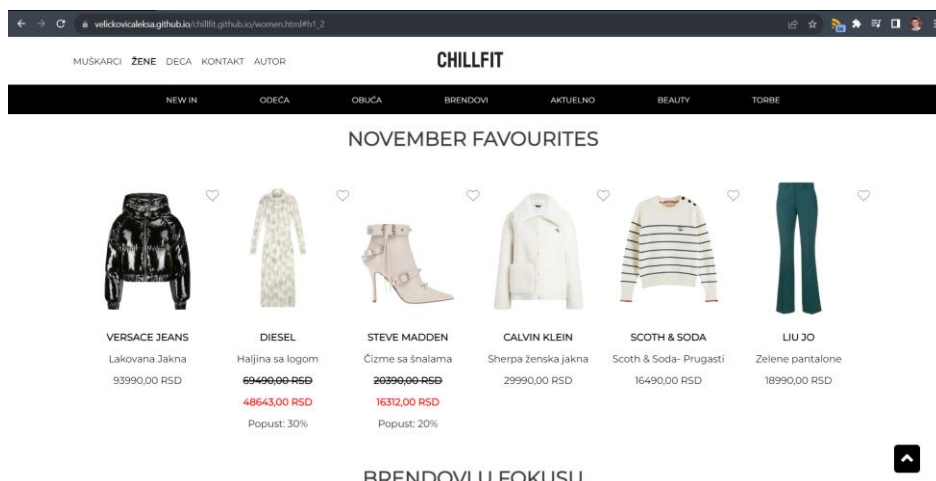 velickovicaleksa.github.io/chillfit.github.io/women.html#h1_2
MUŠKARCI ŽENE DECA KONTAKT AUTOR CHILLFIT
NEW IN ODEĆA OBUĆA BRENDOVI AKTUELNO BEAUTY TORBE
NOVEMBER FAVOURITES
VERSACE JEANS DIESEL STEVE MADDEN CALVIN KLEIN SCOTH & SODA LIU JO
Lakovana Jakna Haljina sa logom Čizme sa šnalama Sherpa ženska jakna Scoth & Soda- Prugasti Zelene pantalone
93990,00 RSD 69490,00 RSD 20390,00 RSD 29990,00 RSD 16490,00 RSD 18990,00 RSD
48643,00 RSD 16312,00 RSD
Popust: 30% Popust: 20%
BRENDOVI U FOKUSU